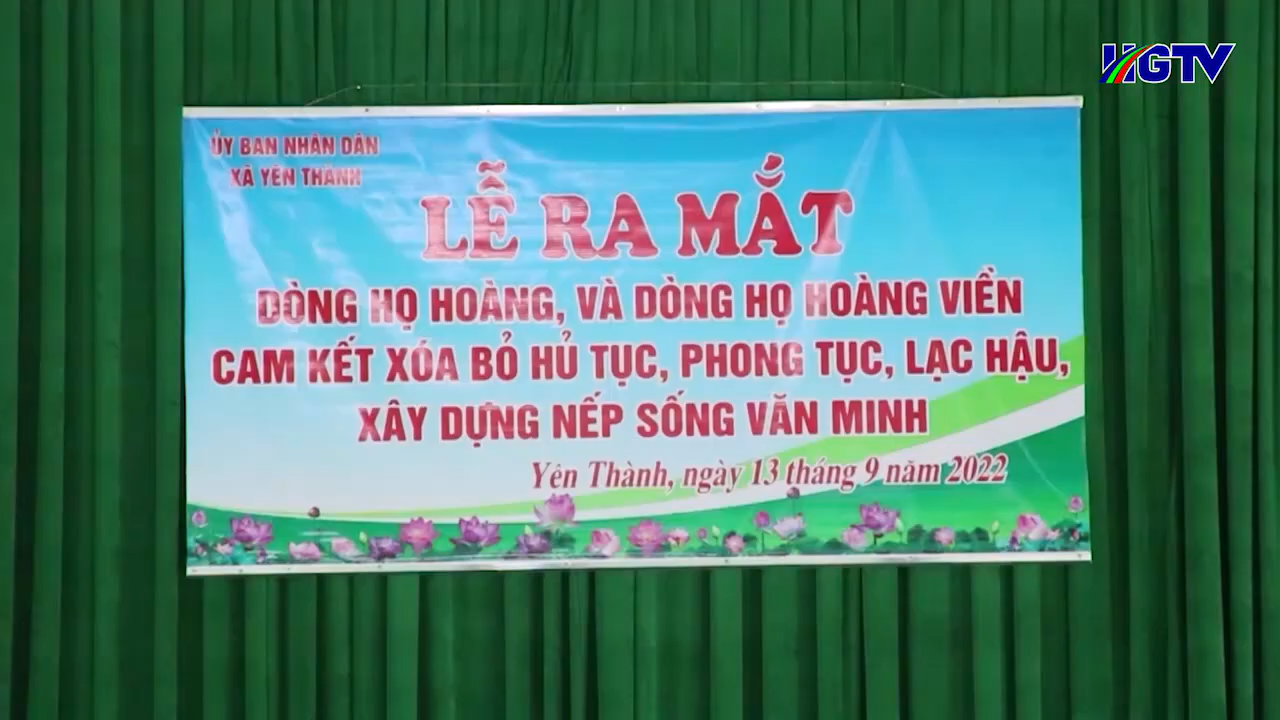 HGTV
ỦY BAN NHÂN DÂN
XÃ YÊN THÀNH
LỄ RA MẮT
DÒNG HỌ HOÀNG, VÀ DÒNG HỌ HOÀNG VIỀN
CAM KẾT XÓA BỎ HỦ TỤC, PHONG TỤC, LẠC HẬU,
XÂY DỰNG NẾP SỐNG VĂN MINH
Yên Thành, ngày 13 tháng 9 năm 2022